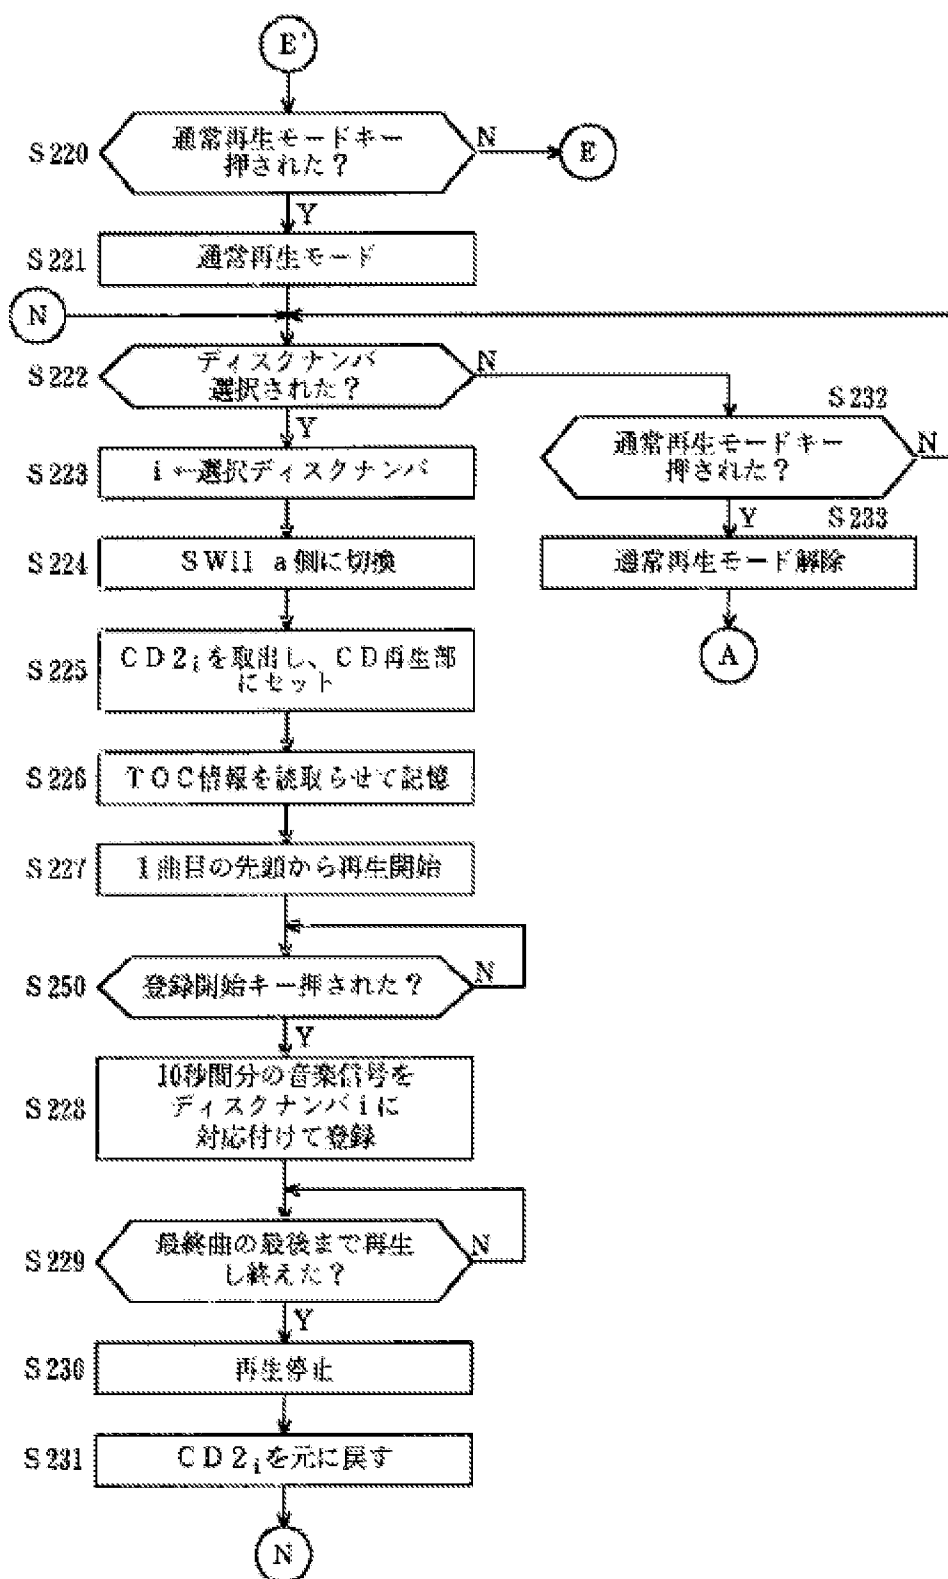 E'
S220
通常再生モードキー
押された？
N
E
Y
S221
通常再生モード
N
S222
ディスクナンバ
選択された？
N
Y
S232
通常再生モードキー
押された？
N
Y
S223
i←選択ディスクナンバ
S233
通常再生モード解除
S224
SW11 a側に切換
A
S225
CD2iを取出し、CD再生部
にセット
S226
TOC情報を読取らせて記憶
S227
1曲目の先頭から再生開始
S250
登録開始キー押された？
N
Y
S228
10秒間分の音楽信号を
ディスクナンバiに
対応付けて登録
S229
最終曲の最後まで再生
し終えた？
N
Y
S230
再生停止
S231
CD2iを元に戻す
N